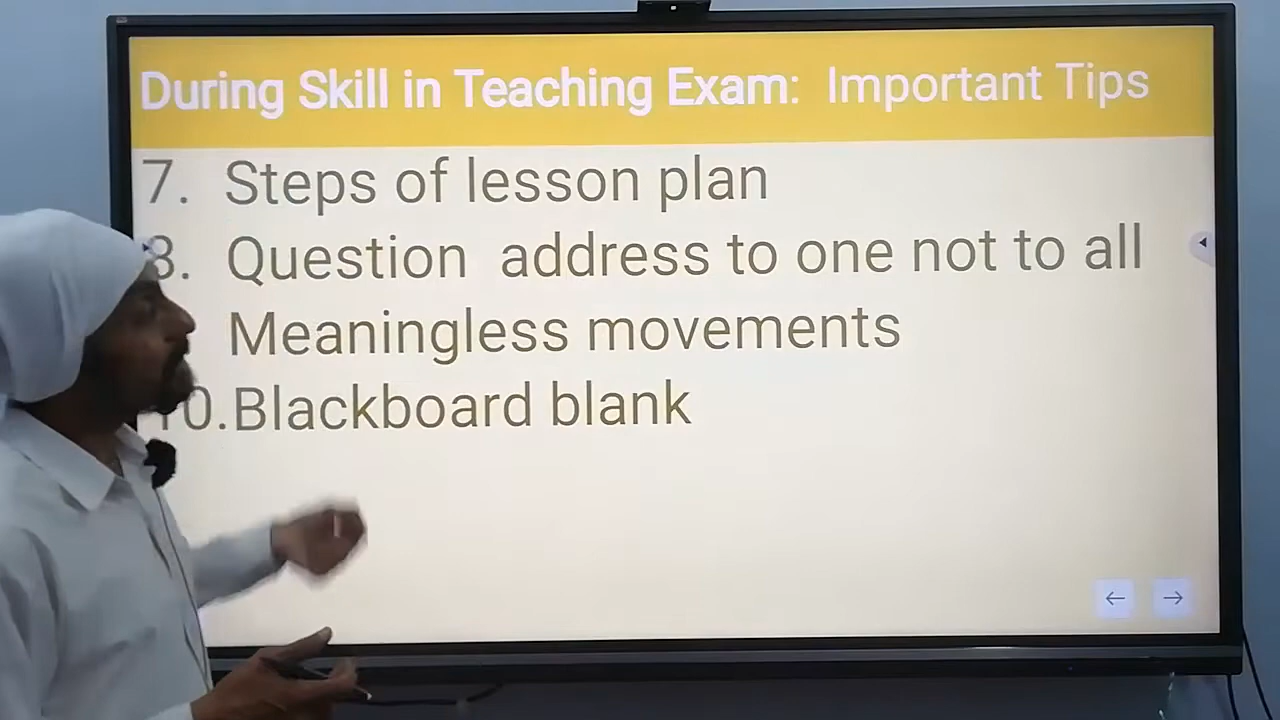 During Skill in Teaching Exam: Important Tips
7. Steps of lesson plan
8. Question address to one not to all
Meaningless movements
10.Blackboard blank